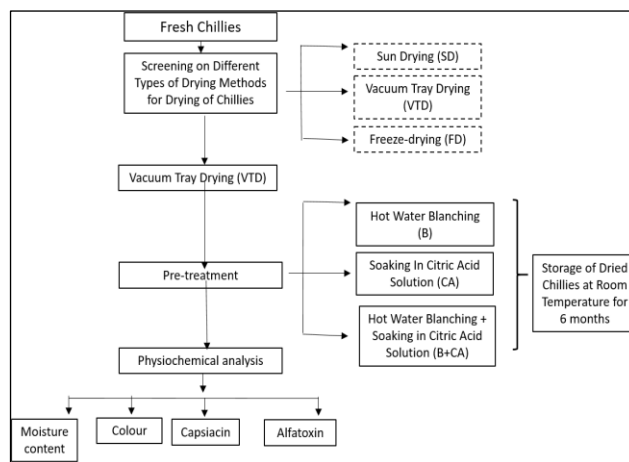 Fresh Chillies
Screening on Different
Types of Drying Methods
for Drying of Chillies
Sun Drying (SD)
Vacuum Tray Drying
(VTD)
Freeze-drying (FD)
Vacuum Tray Drying (VTD)
Pre-treatment
Hot Water Blanching
(B)
Soaking In Citric Acid
Solution (CA)
Hot Water Blanching +
Soaking in Citric Acid
Solution (B+CA)
Storage of Dried
Chillies at Room
Temperature for
6 months
Physiochemical analysis
Moisture
content
Colour
Capsiacin
Alfatoxin